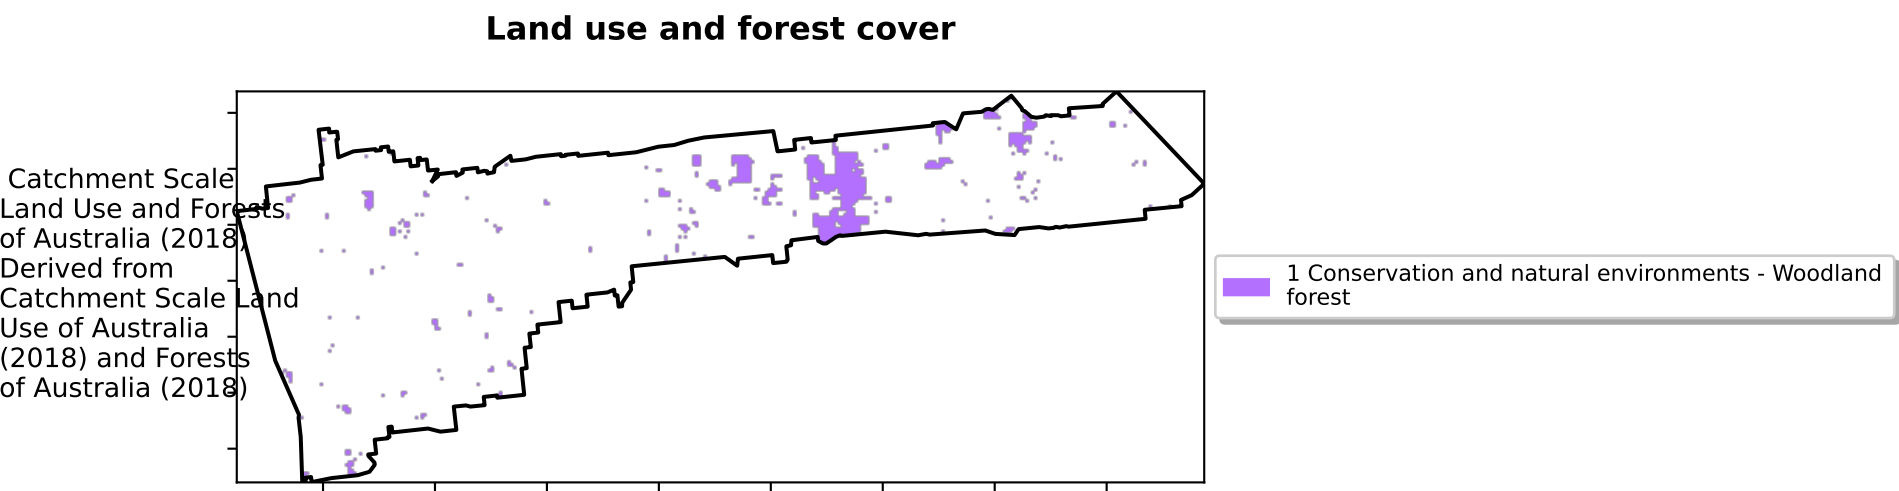 Land use and forest cover
Catchment Scale
Land Use and Forests
of Australia (2018)
Derived from
Catchment Scale Land
Use of Australia
(2018) and Forests
of Australia (2018)
1 Conservation and natural environments - Woodland
forest